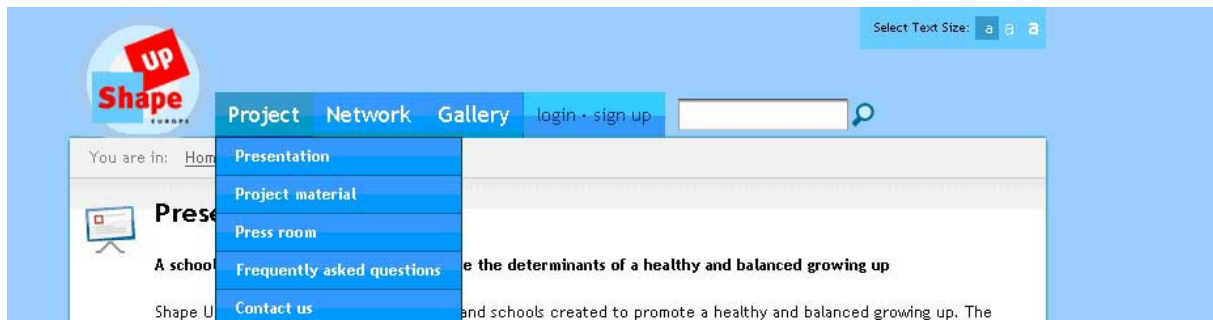 Select Text Size: a a a
UP
Shape
EUROPE
Project Network Gallery login · sign up
You are in: Hom
Presentation
Project material
Prese
Press room
A school
Frequently asked questions
e the determinants of a healthy and balanced growing up
Shape U
Contact us
and schools created to promote a healthy and balanced growing up. The